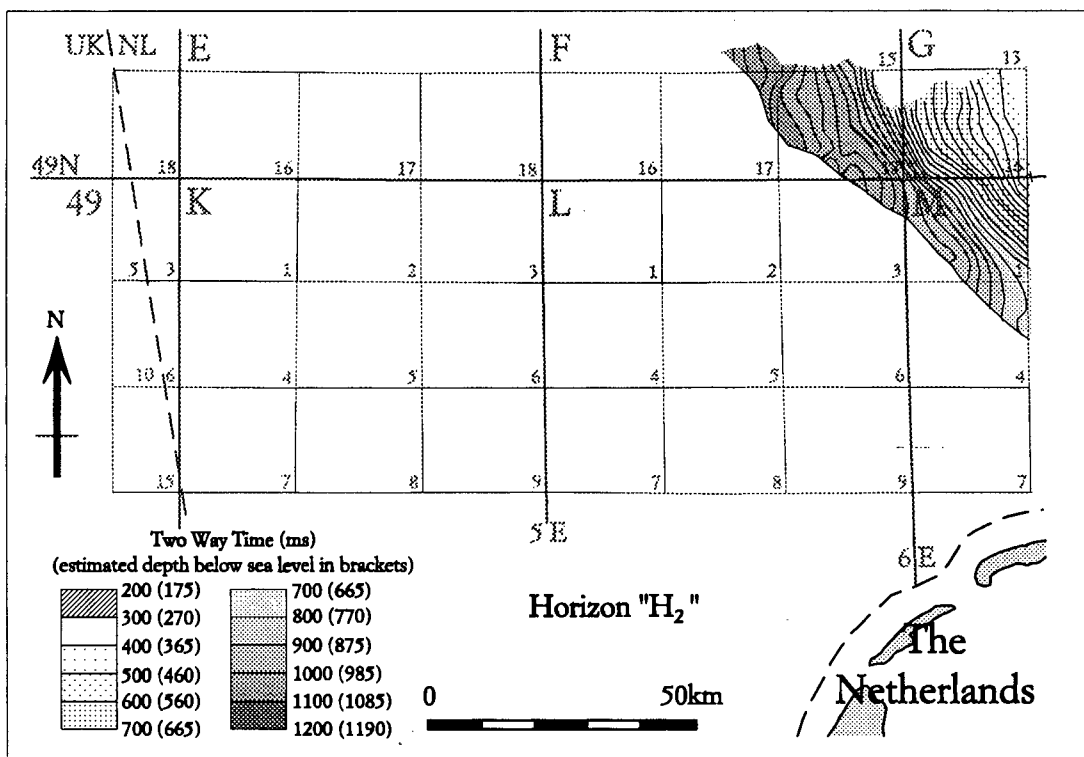 UK NL E F G
15 13
49N 18 16 17 18 16 17
49 K L M
5 3 1 2 3 1 2 3 1
N
10 6 4 5 6 4 5 6 4
15 7 8 9 7 8 9 7
5 E
6 E
Two Way Time (ms)
(estimated depth below sea level in brackets)
200 (175)
300 (270)
400 (365)
500 (460)
600 (560)
700 (665)
700 (665)
800 (770)
900 (875)
1000 (985)
1100 (1085)
1200 (1190)
Horizon "H₂"
0 50km
The
Netherlands